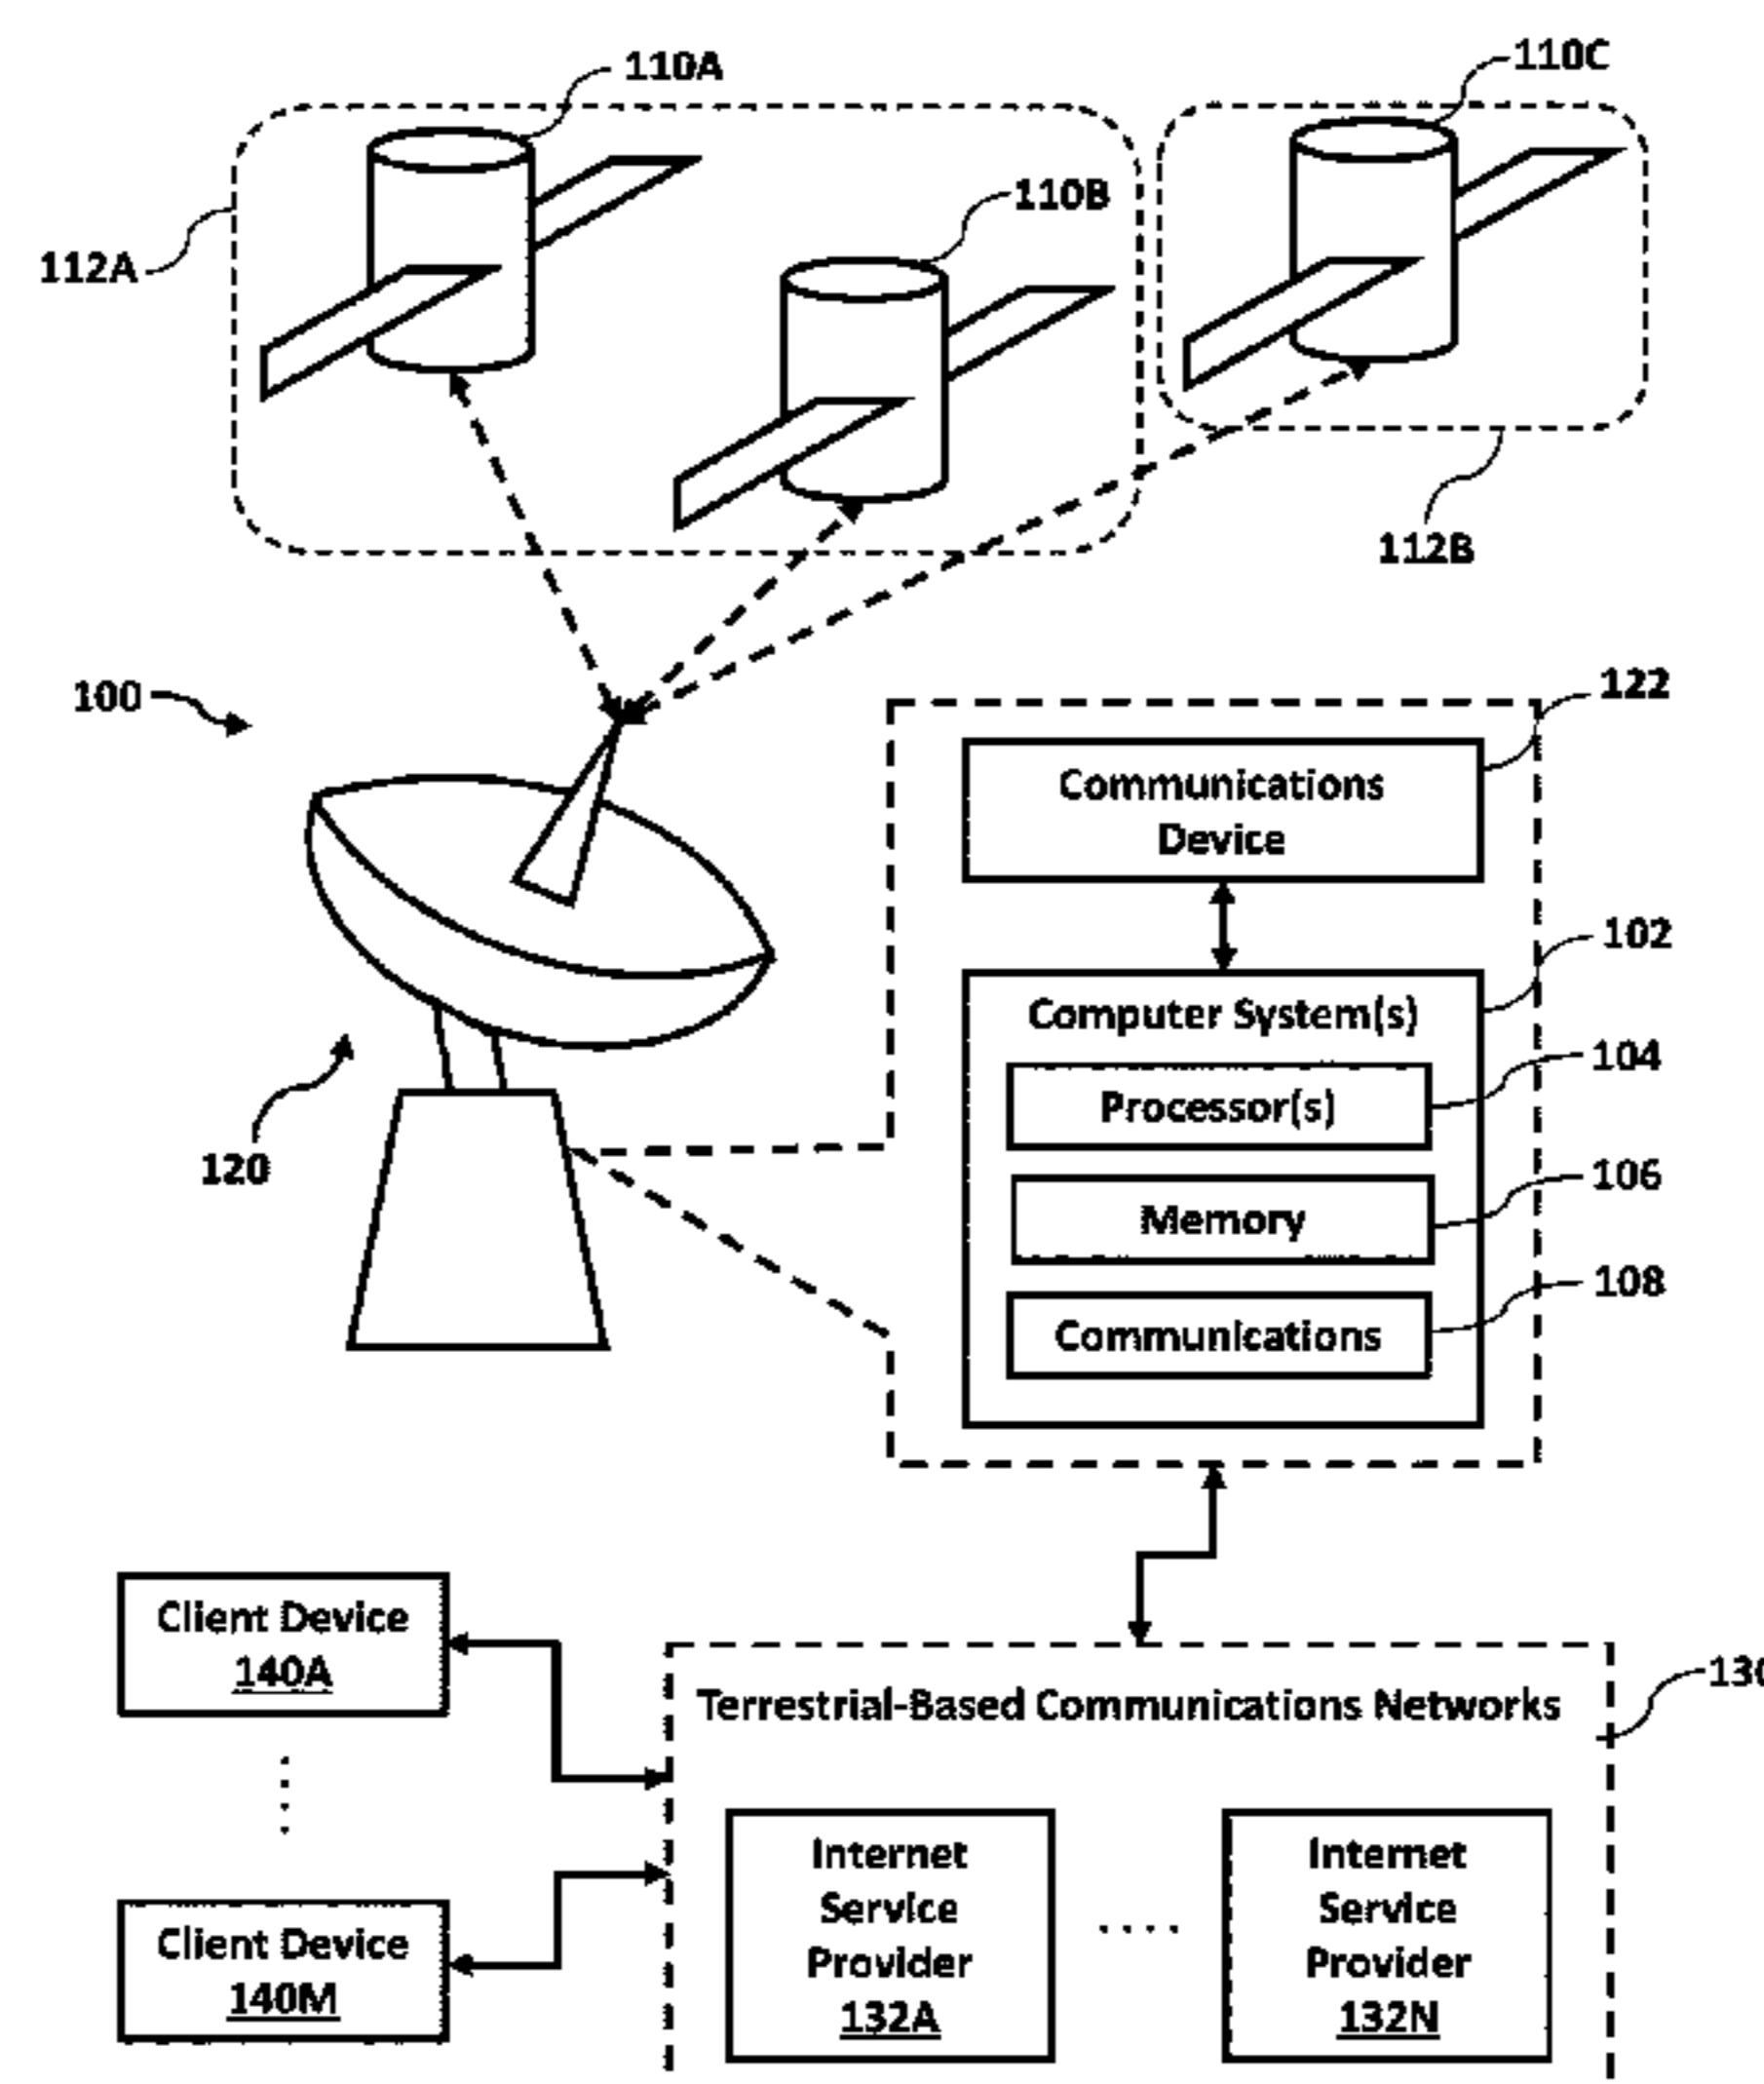 110A
110C
110B
112A
112B
100
122
Communications
Device
102
Computer System(s)
104
Processor(s)
120
106
Memory
108
Communications
Client Device
140A
130
Terrestrial-Based Communications Networks
Internet
Service
Provider
132A
....
Internet
Service
Provider
132N
Client Device
140M